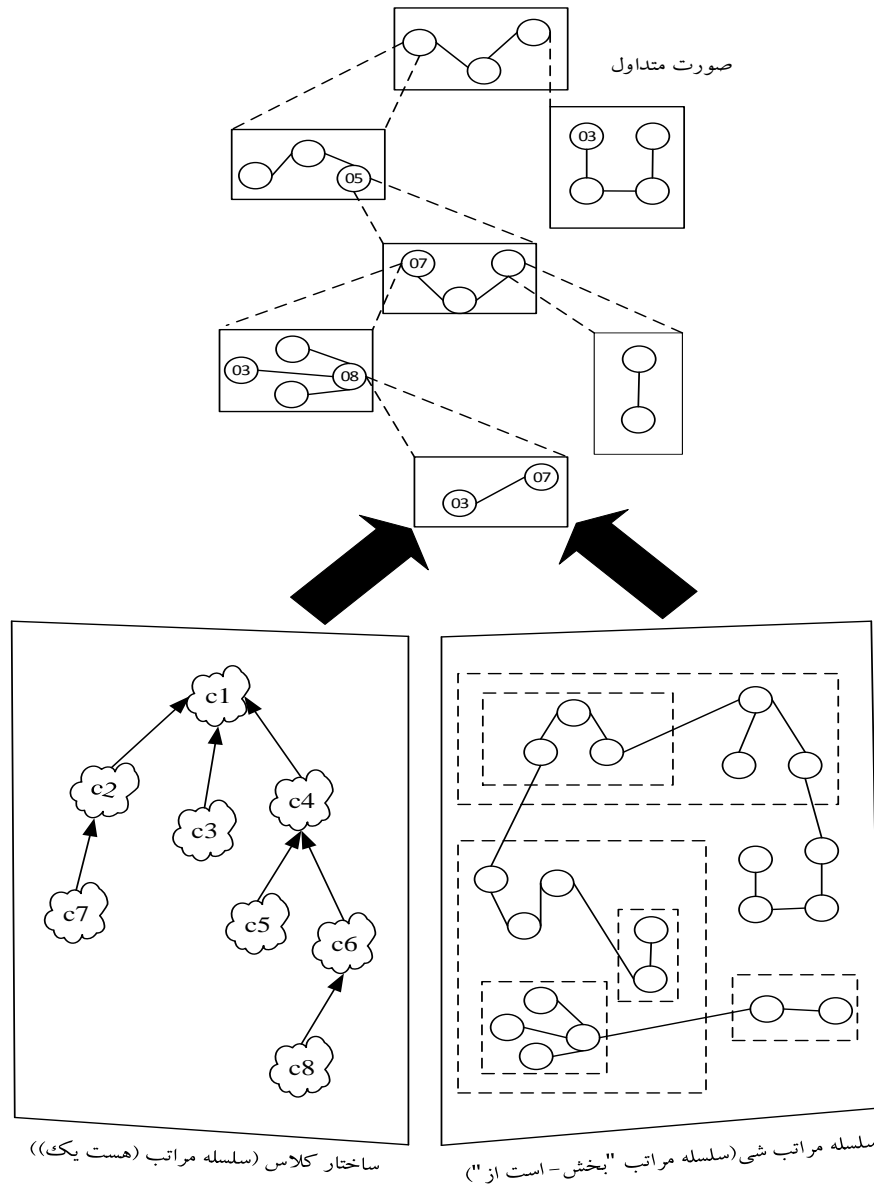 صورت متداول
03
05
07
03
08
03
07
c1
c2
c3
c4
c7
c5
c6
c8
ساختار کلاس (سلسله مراتب (هست یک))
سلسله مراتب شی(سلسله مراتب "بخش – است از ")